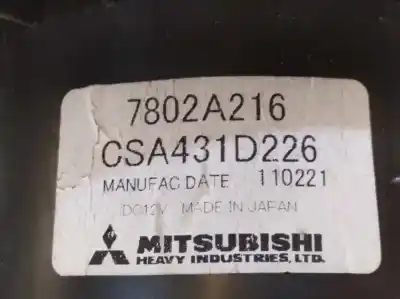 7802A216
CSA431D226
MANUFAC DATE 110221
DC12V MADE IN JAPAN
MITSUBISHI
HEAVY INDUSTRIES, LTD.